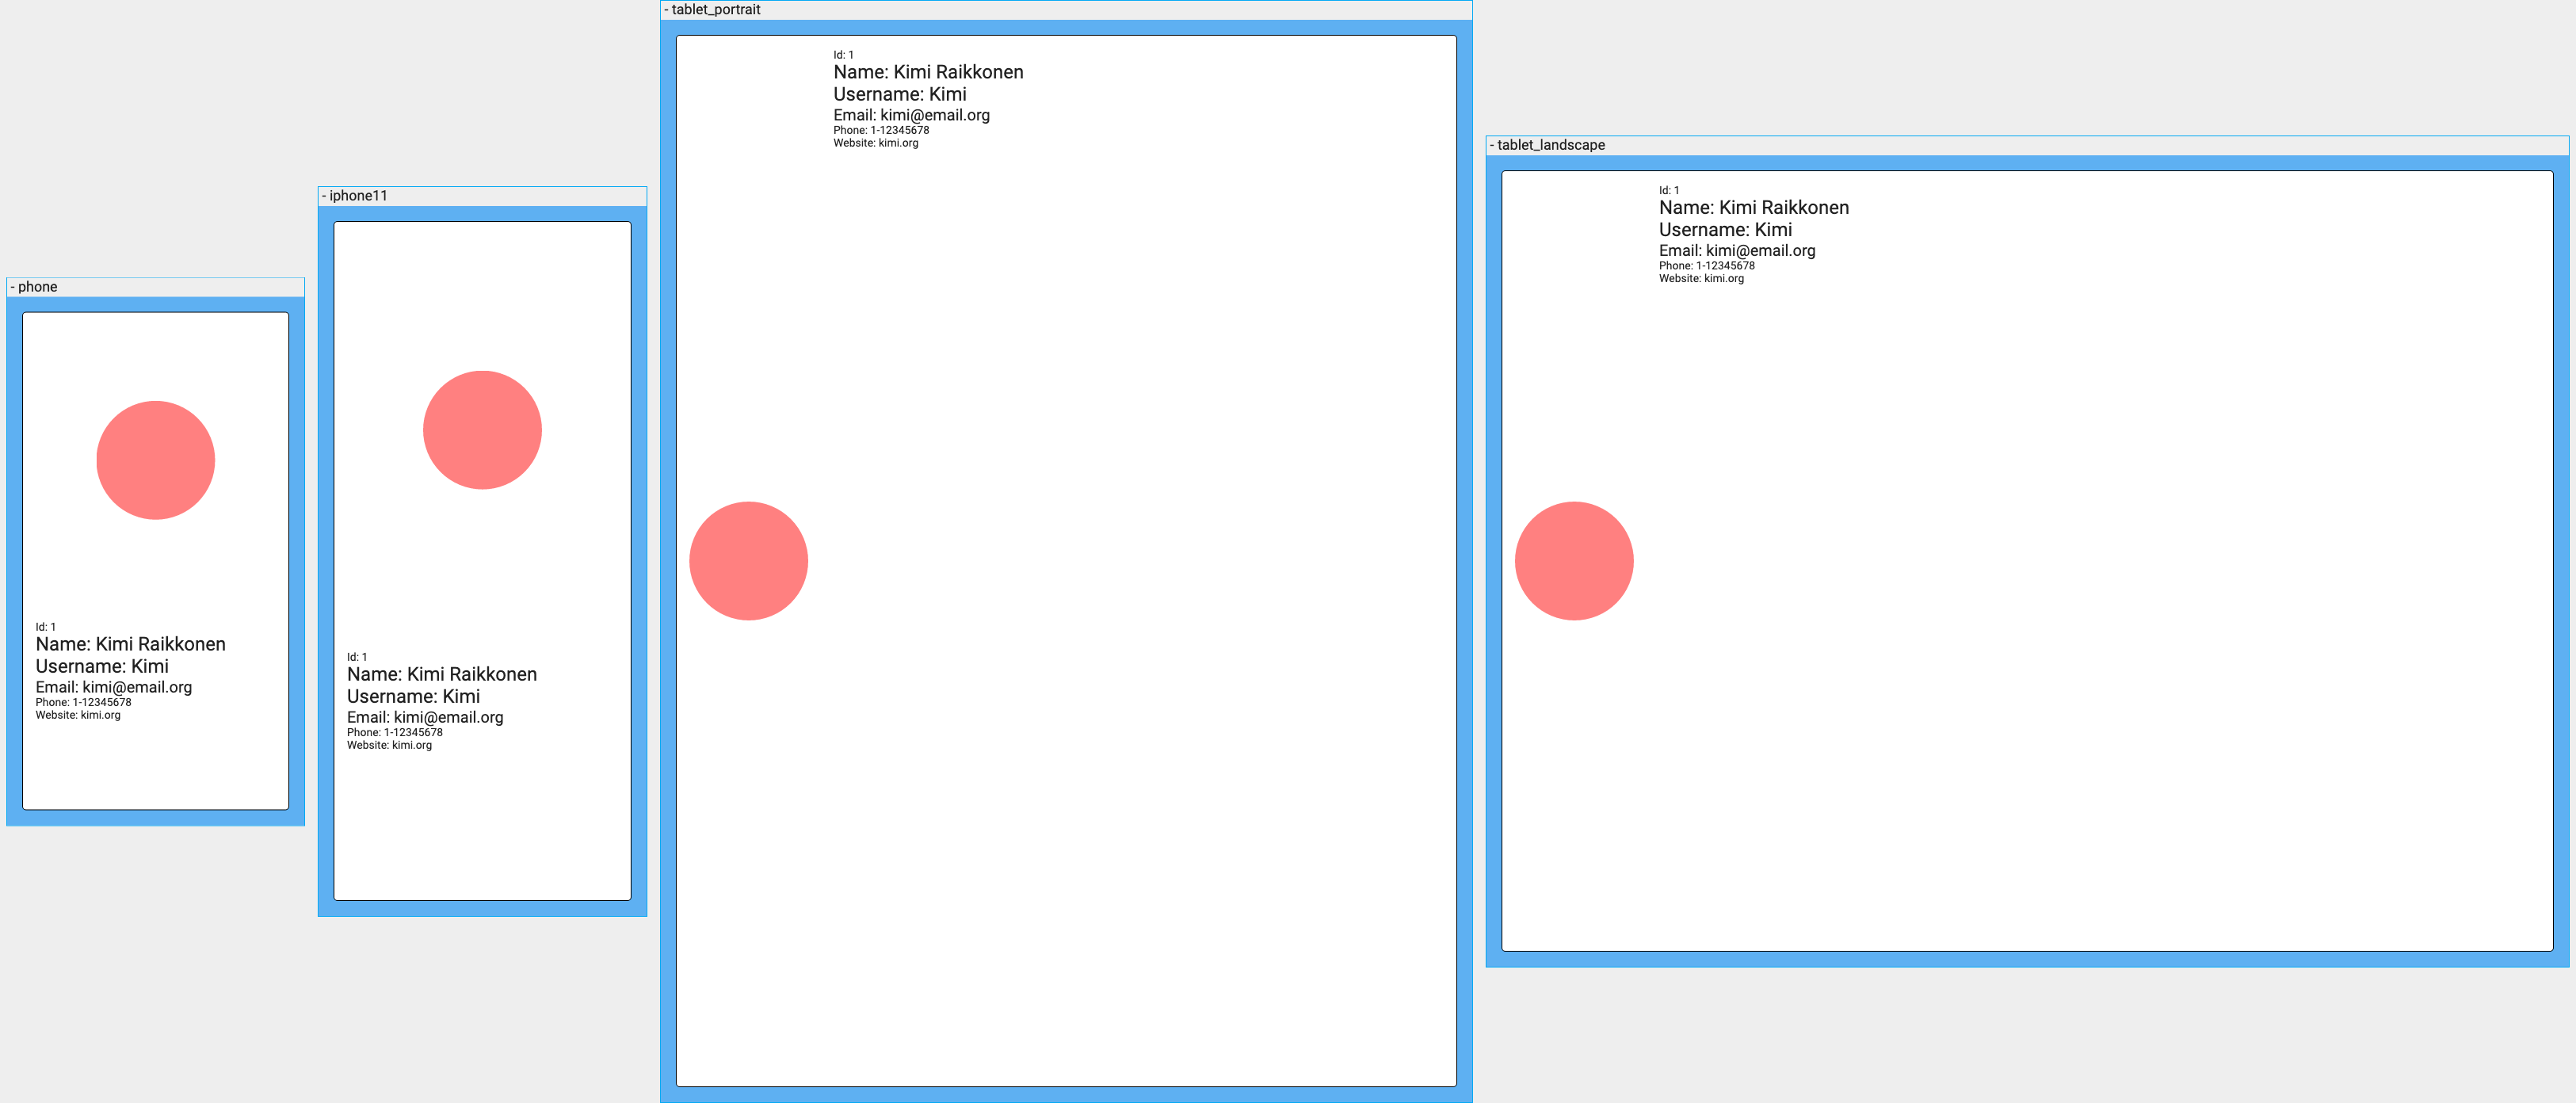 - phone
Id: 1
Name: Kimi Raikkonen
Username: Kimi
Email: kimi@email.org
Phone: 1-12345678
Website: kimi.org
- iphone11
Id: 1
Name: Kimi Raikkonen
Username: Kimi
Email: kimi@email.org
Phone: 1-12345678
Website: kimi.org
- tablet_portrait
Id: 1
Name: Kimi Raikkonen
Username: Kimi
Email: kimi@email.org
Phone: 1-12345678
Website: kimi.org
- tablet_landscape
Id: 1
Name: Kimi Raikkonen
Username: Kimi
Email: kimi@email.org
Phone: 1-12345678
Website: kimi.org